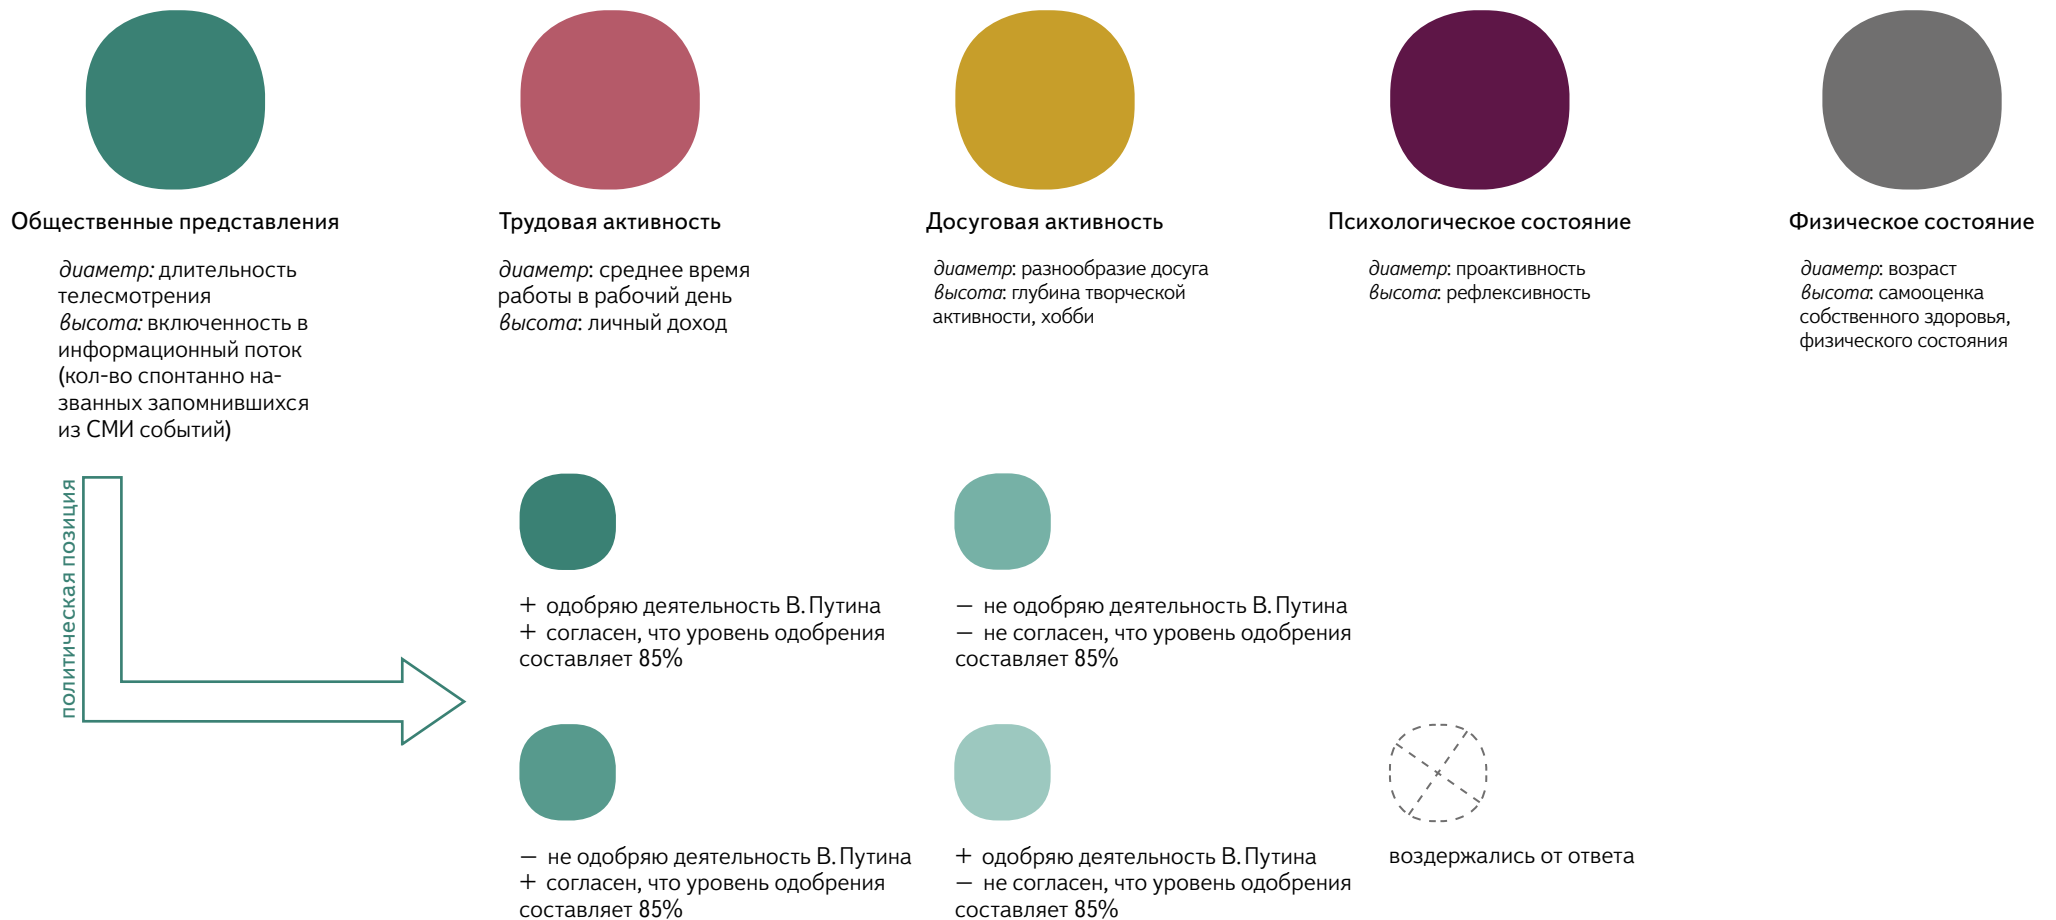 Общественные представления
диаметр: длительность
телесмотрения
высота: включенность в
информационный поток
(кол-во спонтанно на-
званных запомнившихся
из СМИ событий)
Трудовая активность
диаметр: среднее время
работы в рабочий день
высота: личный доход
Досуговая активность
диаметр: разнообразие досуга
высота: глубина творческой
активности, хобби
Психологическое состояние
диаметр: проактивность
высота: рефлексивность
Физическое состояние
диаметр: возраст
высота: самооценка
собственного здоровья,
физического состояния
политическая позиция
+ одобряю деятельность В. Путина
+ согласен, что уровень одобрения
составляет 85%
− не одобряю деятельность В. Путина
− не согласен, что уровень одобрения
составляет 85%
− не одобряю деятельность В. Путина
+ согласен, что уровень одобрения
составляет 85%
+ одобряю деятельность В. Путина
− не согласен, что уровень одобрения
составляет 85%
воздержались от ответа